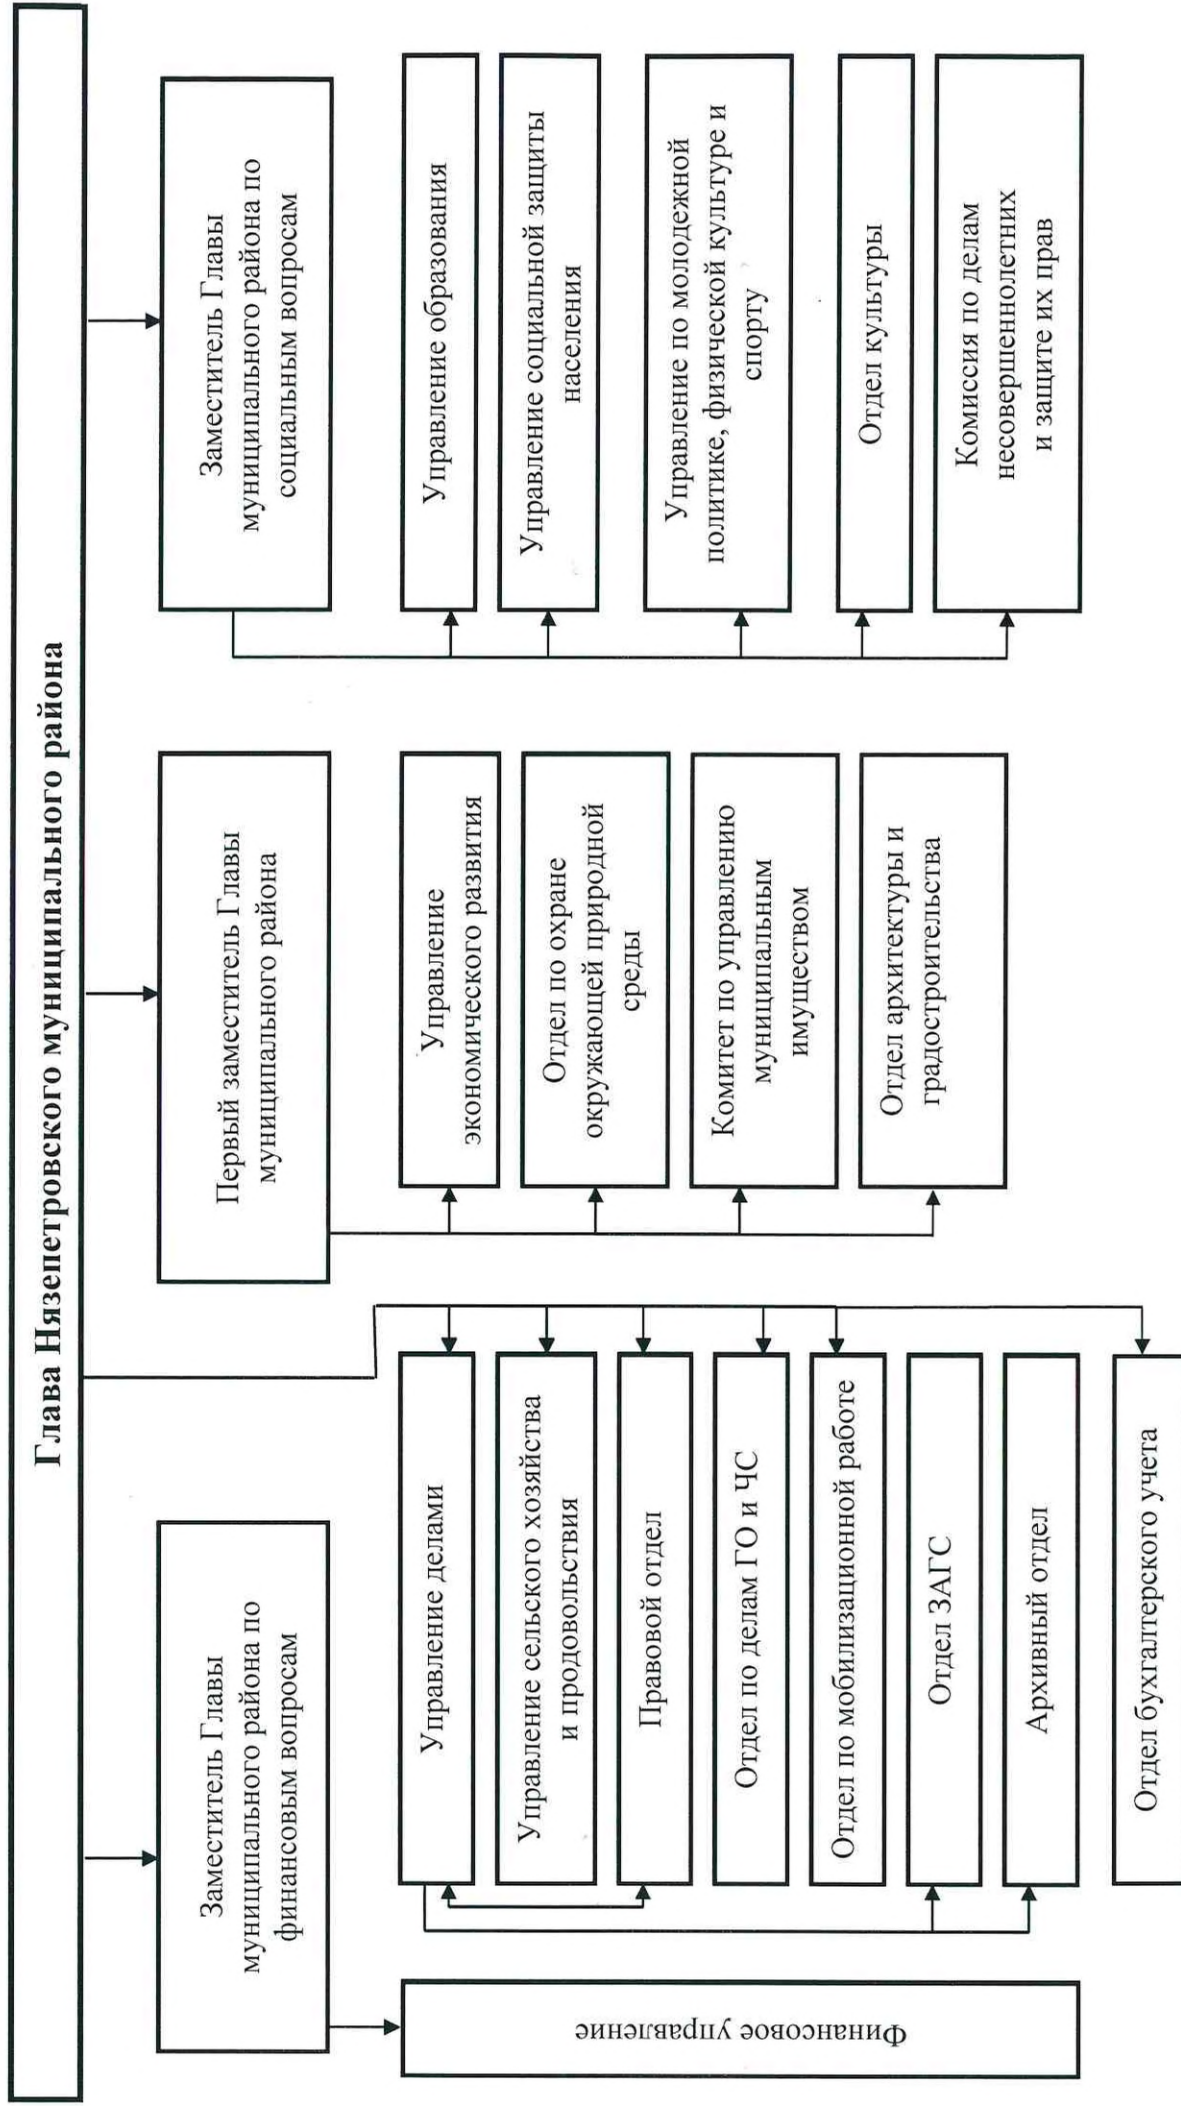 Глава Нязепетровского муниципального района
Заместитель Главы
муниципального района по
финансовым вопросам
Первый заместитель Главы
муниципального района
Заместитель Главы
муниципального района по
социальным вопросам
Финансовое управление
Управление делами
Управление сельского хозяйства
и продовольствия
Правовой отдел
Отдел по делам ГО и ЧС
Отдел по мобилизационной работе
Отдел ЗАГС
Архивный отдел
Отдел бухгалтерского учета
Управление
экономического развития
Отдел по охране
окружающей природной
среды
Комитет по управлению
муниципальным
имуществом
Отдел архитектуры и
градостроительства
Управление образования
Управление социальной защиты
населения
Управление по молодежной
политике, физической культуре и
спорту
Отдел культуры
Комиссия по делам
несовершеннолетних
и защите их прав